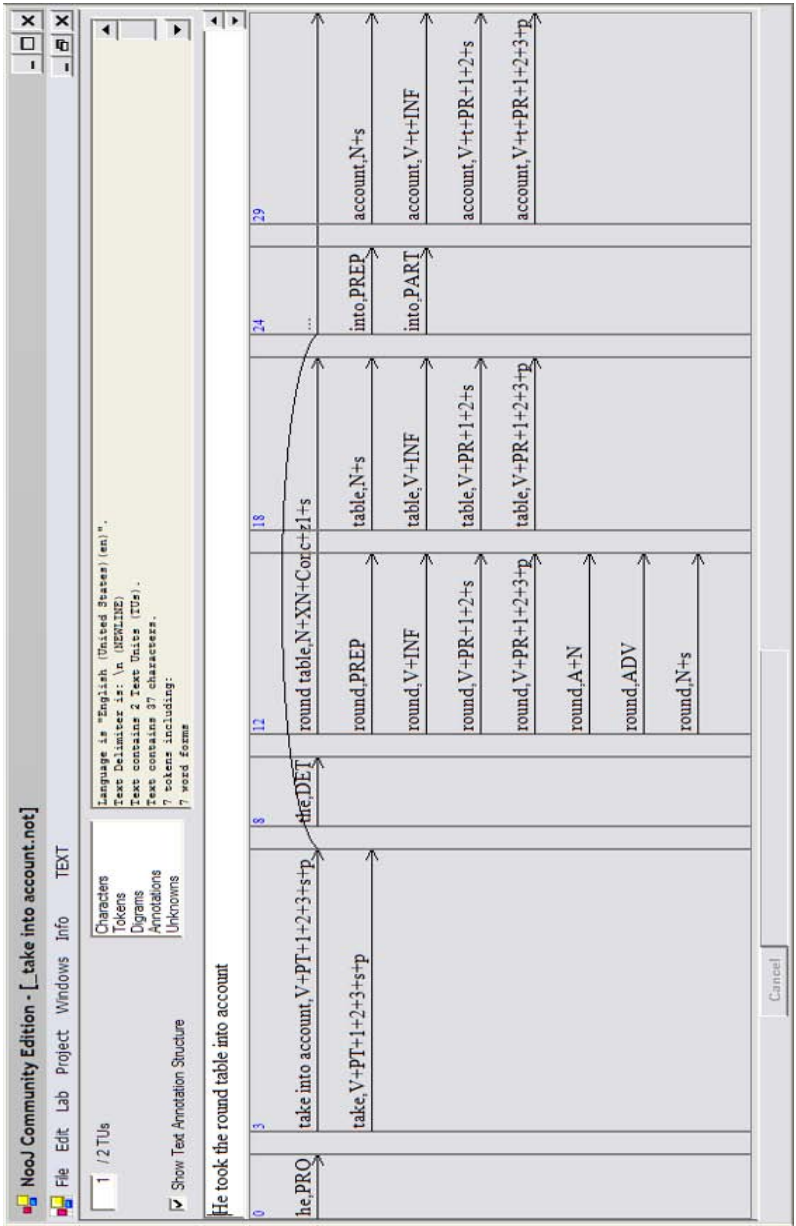 NooJ Community Edition - [_take into account.not]
File Edit Lab Project Windows Info TEXT
1 / 2 TUs
Show Text Annotation Structure
Characters
Tokens
Digrams
Annotations
Unknowns
Language is "English (United States)(en)".
Text Delimiter is: \n (NEWLINE)
Text contains 2 Text Units (TUs).
Text contains 37 characters.
7 tokens including:
7 word forms
He took the round table into account
0 3 8 12 18 24 29
he,PRO take into account,V+PT+1+2+3+s+p the,DET round table,N+XN+Conc+z1+s ...
take,V+PT+1+2+3+s+p round,PREP table,N+s into,PREP account,N+s
round,V+INF table,V+INF into,PART account,V+t+INF
round,V+PR+1+2+s table,V+PR+1+2+s account,V+t+PR+1+2+s
round,V+PR+1+2+3+p table,V+PR+1+2+3+p account,V+t+PR+1+2+3+p
round,A+N
round,ADV
round,N+s
Cancel